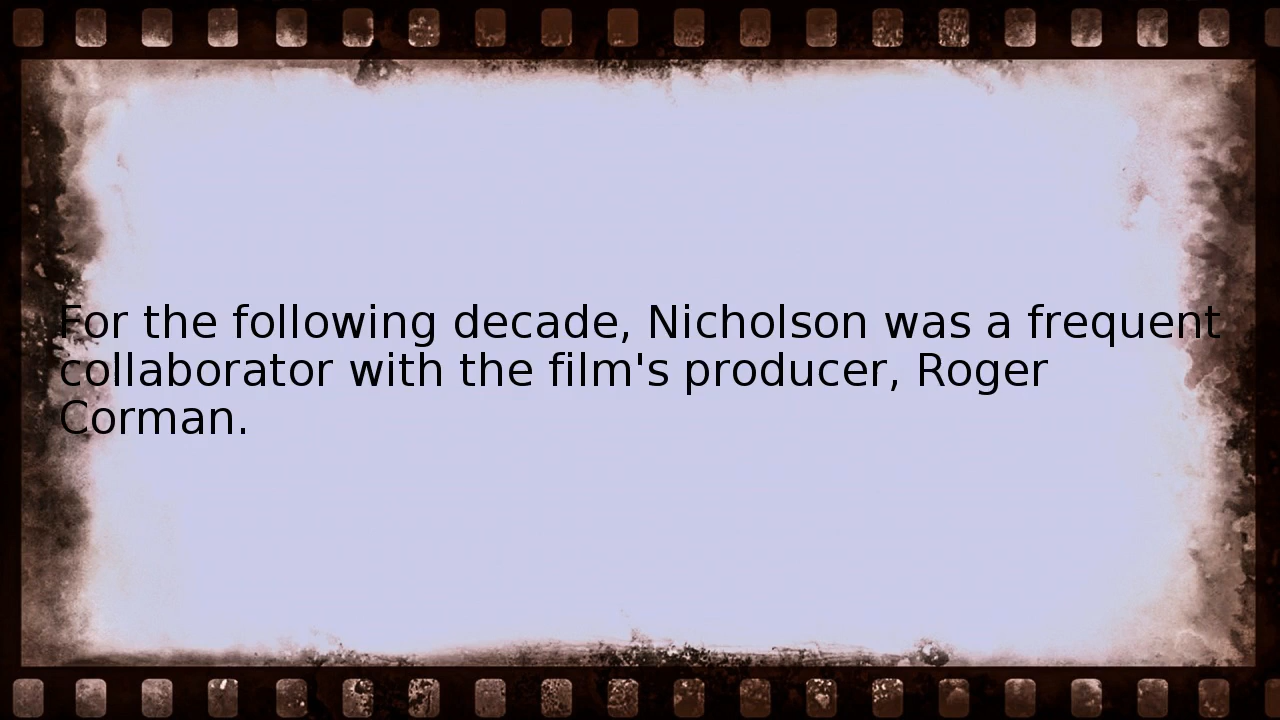 For the following decade, Nicholson was a frequent
collaborator with the film's producer, Roger
Corman.